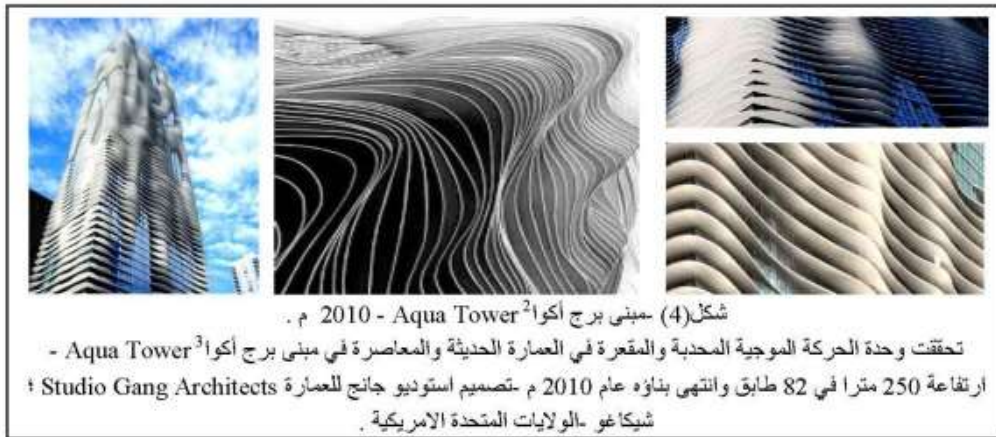 شكل(4) -مبنى برج أكوا2 Aqua Tower - 2010 م .
تحققت وحدة الحركة الموجية المحدبة والمقعرة في العمارة الحديثة والمعاصرة في مبنى برج أكوا3 Aqua Tower -
ارتفاعة 250 مترا في 82 طابق وانتهى بناؤه عام 2010 م -تصميم استوديو جانج للعمارة Studio Gang Architects ؛
شيكاغو -الولايات المتحدة الامريكية .